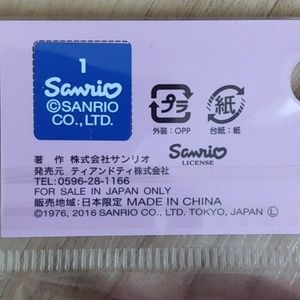 1
Sanrio
©SANRIO
CO., LTD.
プラ
外装：OPP
紙
台紙：紙
Sanrio
LICENSE
著　作 株式会社サンリオ
発売元 ティアンドティ株式会社
TEL:0596-28-1166
FOR SALE IN JAPAN ONLY
販売地域：日本限定 MADE IN CHINA
©1976, 2016 SANRIO CO., LTD. TOKYO, JAPAN Ⓛ